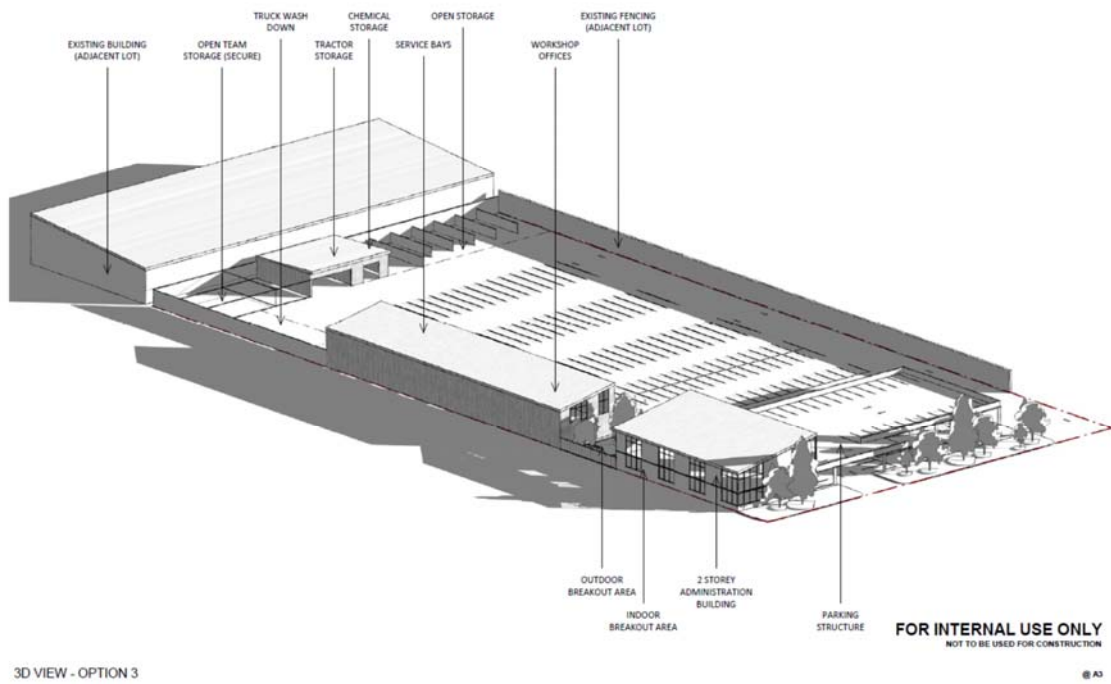 EXISTING BUILDING
(ADJACENT LOT)
OPEN TEAM
STORAGE (SECURE)
TRUCK WASH
DOWN
TRACTOR
STORAGE
CHEMICAL
STORAGE
SERVICE BAYS
OPEN STORAGE
WORKSHOP
OFFICES
EXISTING FENCING
(ADJACENT LOT)
OUTDOOR
BREAKOUT AREA
INDOOR
BREAKOUT AREA
2 STOREY
ADMINISTRATION
BUILDING
PARKING
STRUCTURE
FOR INTERNAL USE ONLY
NOT TO BE USED FOR CONSTRUCTION
3D VIEW - OPTION 3
@ A3